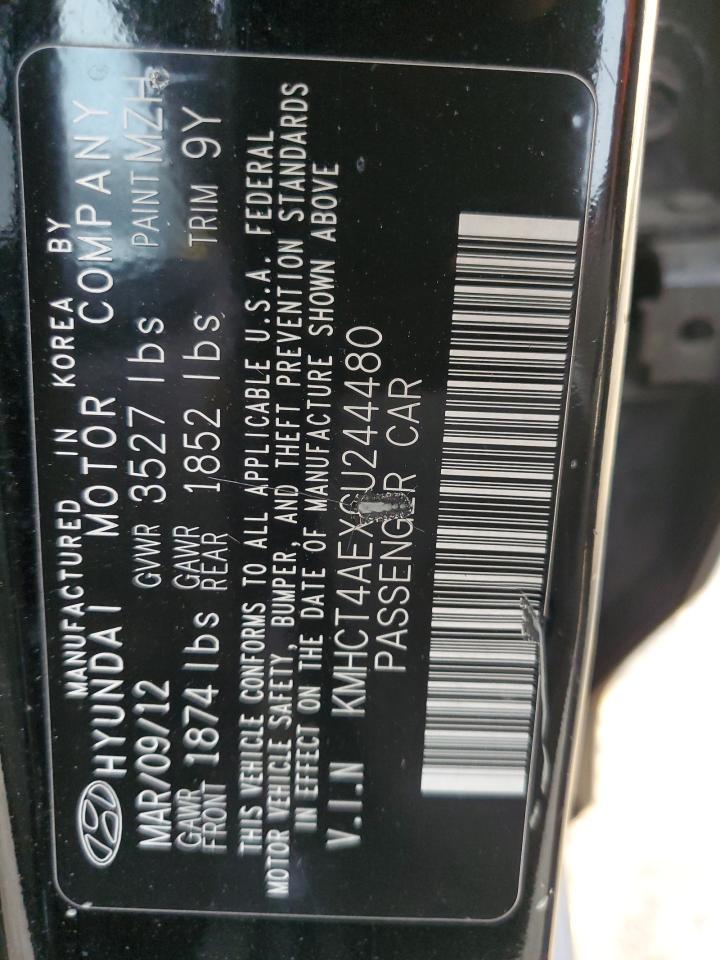 MANUFACTURED IN KOREA BY
HYUNDAI MOTOR COMPANY
MAR/09/12 GVWR 3527 lbs PAINT MZH
GAWR FRONT 1874 lbs GAWR REAR 1852 lbs TRIM 9Y
THIS VEHICLE CONFORMS TO ALL APPLICABLE U.S.A. FEDERAL
MOTOR VEHICLE SAFETY, BUMPER, AND THEFT PREVENTION STANDARDS
IN EFFECT ON THE DATE OF MANUFACTURE SHOWN ABOVE
V.I.N KMHCT4AEXCU244480
PASSENGER CAR